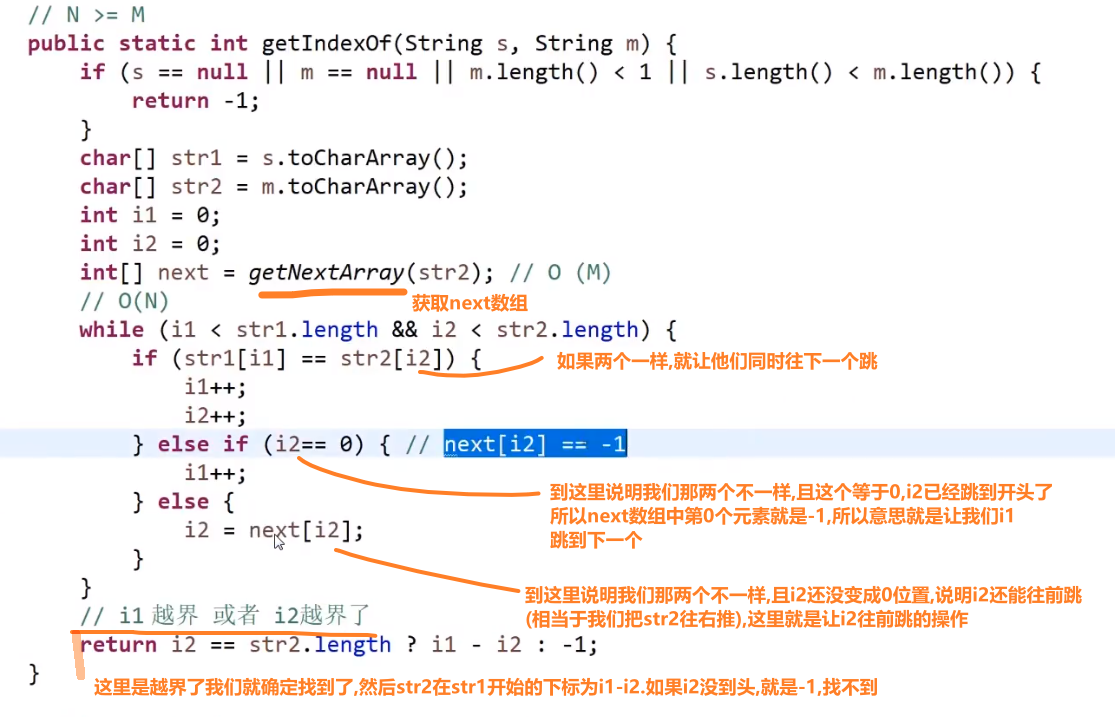 // N >= M
public static int getIndexOf(String s, String m) {
if (s == null || m == null || m.length() < 1 || s.length() < m.length()) {
return -1;
}
char[] str1 = s.toCharArray();
char[] str2 = m.toCharArray();
int i1 = 0;
int i2 = 0;
int[] next = getNextArray(str2); // O (M)
// O(N)
获取next数组
while (i1 < str1.length && i2 < str2.length) {
if (str1[i1] == str2[i2]) {
如果两个一样,就让他们同时往下一个跳
i1++;
i2++;
} else if (i2== 0) { // next[i2] == -1
i1++;
到这里说明我们那两个不一样,且这个等于0,i2已经跳到开头了
所以next数组中第0个元素就是-1,所以意思就是让我们i1
跳到下一个
} else {
i2 = next[i2];
}
到这里说明我们那两个不一样,且i2还没变成0位置,说明i2还能往前跳
(相当于我们把str2往右推),这里就是让i2往前跳的操作
}
// i1 越界 或者 i2越界了
return i2 == str2.length ? i1 - i2 : -1;
}
这里是越界了我们就确定找到了,然后str2在str1开始的下标为i1-i2.如果i2没到头,就是-1,找不到